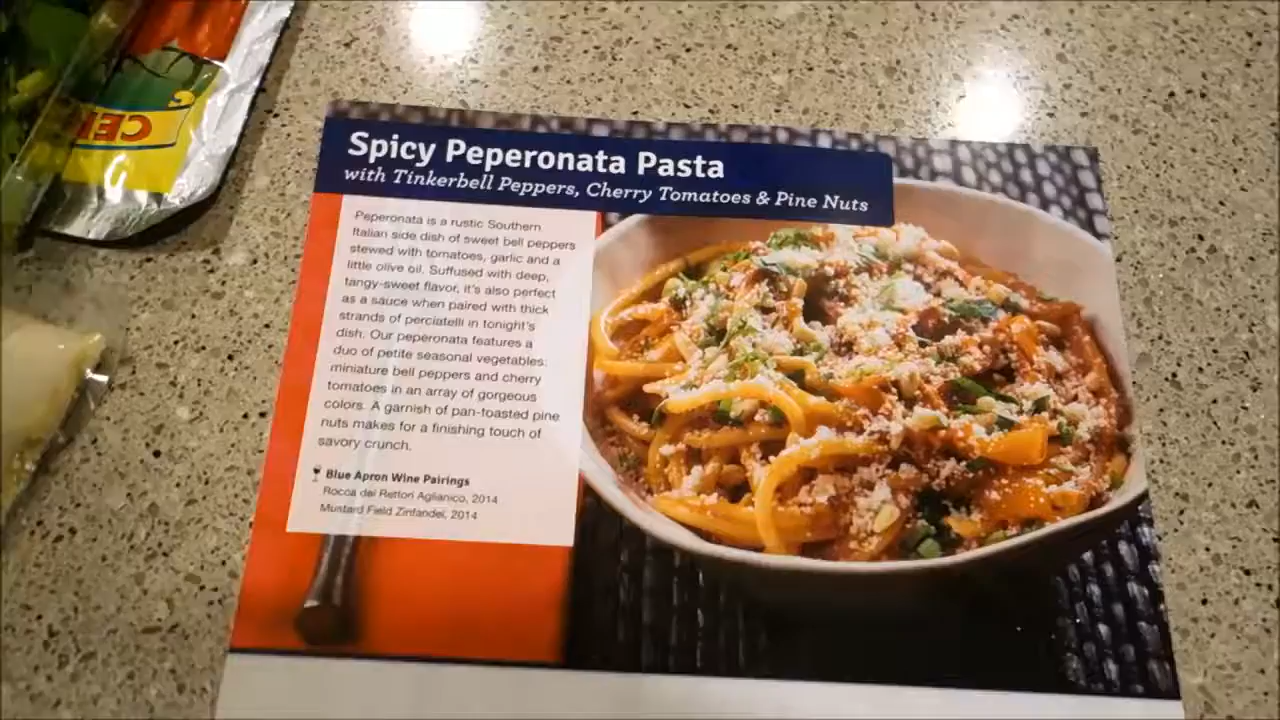 Spicy Peperonata Pasta
with Tinkerbell Peppers, Cherry Tomatoes & Pine Nuts
Peperonata is a rustic Southern
Italian side dish of sweet bell peppers
stewed with tomatoes, garlic and a
little olive oil. Suffused with deep,
tangy-sweet flavor, it's also perfect
as a sauce when paired with thick
strands of perciatelli in tonight's
dish. Our peperonata features a
duo of petite seasonal vegetables:
miniature bell peppers and cherry
tomatoes in an array of gorgeous
colors. A garnish of pan-toasted pine
nuts makes for a finishing touch of
savory crunch.
Blue Apron Wine Pairings
Rocca dei Rettori Aglianico, 2014
Mustard Field Zinfandel, 2014